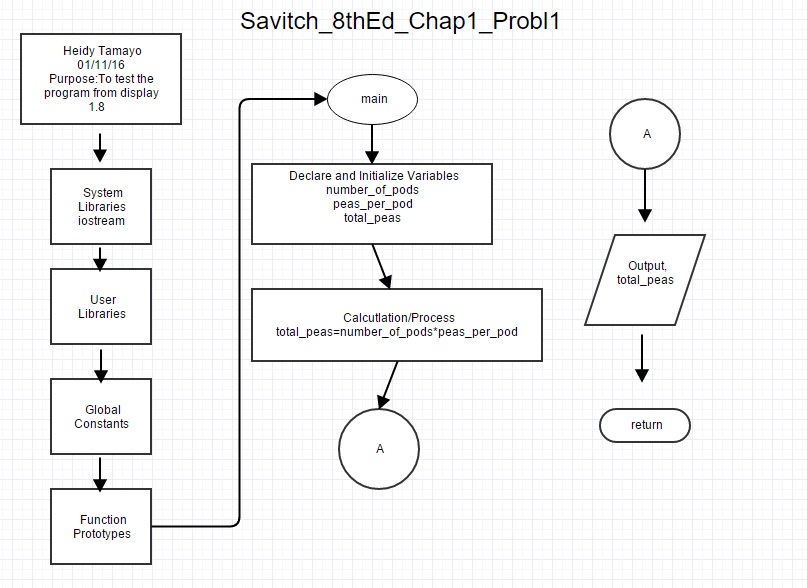 Savitch_8thEd_Chap1_Probl1
Heidy Tamayo
01/11/16
Purpose:To test the
program from display
1.8
System
Libraries
iostream
User
Libraries
Global
Constants
Function
Prototypes
main
Declare and Initialize Variables
number_of_pods
peas_per_pod
total_peas
Calcutlation/Process
total_peas=number_of_pods*peas_per_pod
A
A
Output,
total_peas
return